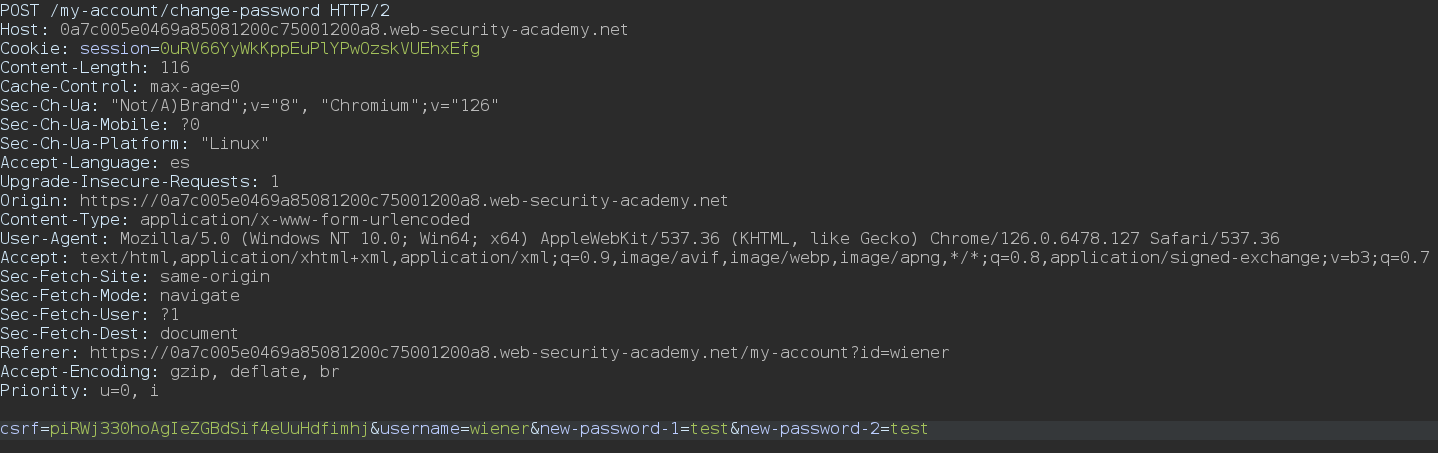 POST /my-account/change-password HTTP/2
Host: 0a7c005e0469a85081200c75001200a8.web-security-academy.net
Cookie: session=0uRV66YyWkKppEuPlYPwOzskVUEhxEfg
Content-Length: 116
Cache-Control: max-age=0
Sec-Ch-Ua: "Not/A)Brand";v="8", "Chromium";v="126"
Sec-Ch-Ua-Mobile: ?0
Sec-Ch-Ua-Platform: "Linux"
Accept-Language: es
Upgrade-Insecure-Requests: 1
Origin: https://0a7c005e0469a85081200c75001200a8.web-security-academy.net
Content-Type: application/x-www-form-urlencoded
User-Agent: Mozilla/5.0 (Windows NT 10.0; Win64; x64) AppleWebKit/537.36 (KHTML, like Gecko) Chrome/126.0.6478.127 Safari/537.36
Accept: text/html,application/xhtml+xml,application/xml;q=0.9,image/avif,image/webp,image/apng,*/*;q=0.8,application/signed-exchange;v=b3;q=0.7
Sec-Fetch-Site: same-origin
Sec-Fetch-Mode: navigate
Sec-Fetch-User: ?1
Sec-Fetch-Dest: document
Referer: https://0a7c005e0469a85081200c75001200a8.web-security-academy.net/my-account?id=wiener
Accept-Encoding: gzip, deflate, br
Priority: u=0, i
csrf=piRWj330hoAgIeZGBdSif4eUuHdfimhj&username=wiener&new-password-1=test&new-password-2=test